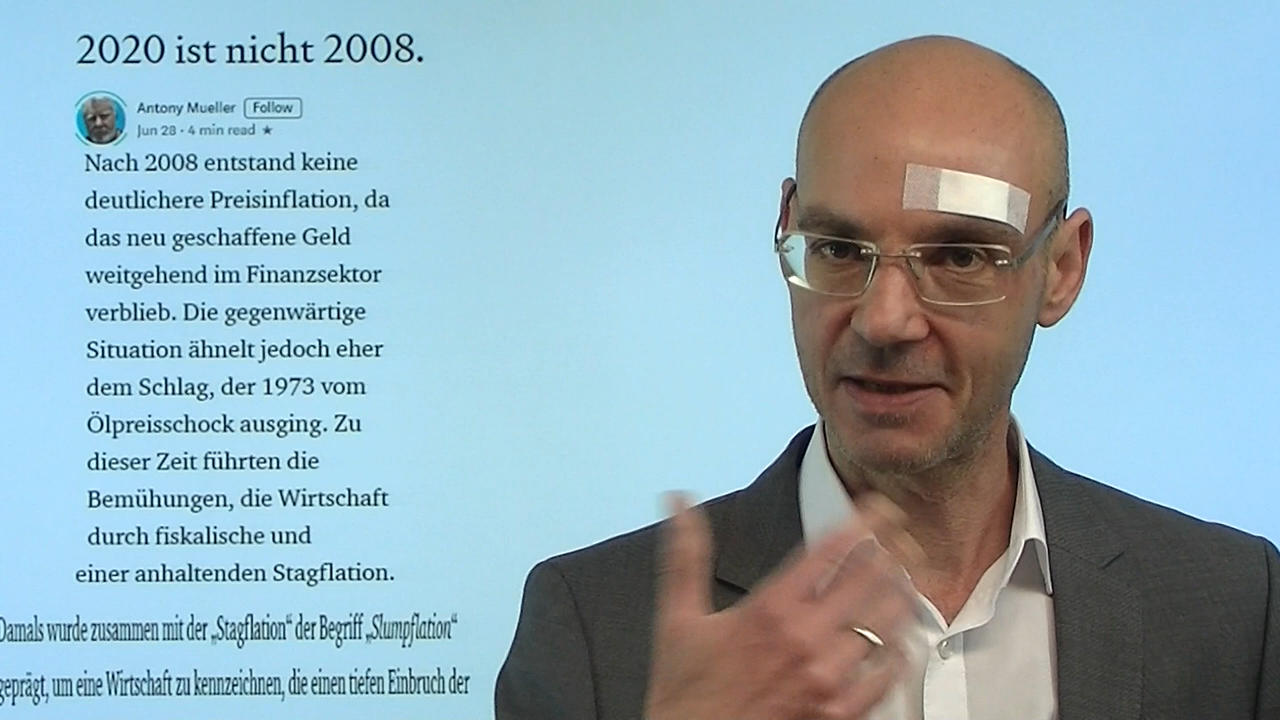 2020 ist nicht 2008.
Antony Mueller Follow
Jun 28 · 4 min read ★
Nach 2008 entstand keine
deutlichere Preisinflation, da
das neu geschaffene Geld
weitgehend im Finanzsektor
verblieb. Die gegenwärtige
Situation ähnelt jedoch eher
dem Schlag, der 1973 vom
Ölpreisschock ausging. Zu
dieser Zeit führten die
Bemühungen, die Wirtschaft
durch fiskalische und
einer anhaltenden Stagflation.
Damals wurde zusammen mit der „Stagflation“ der Begriff „Slumpflation“
geprägt, um eine Wirtschaft zu kennzeichnen, die einen tiefen Einbruch der